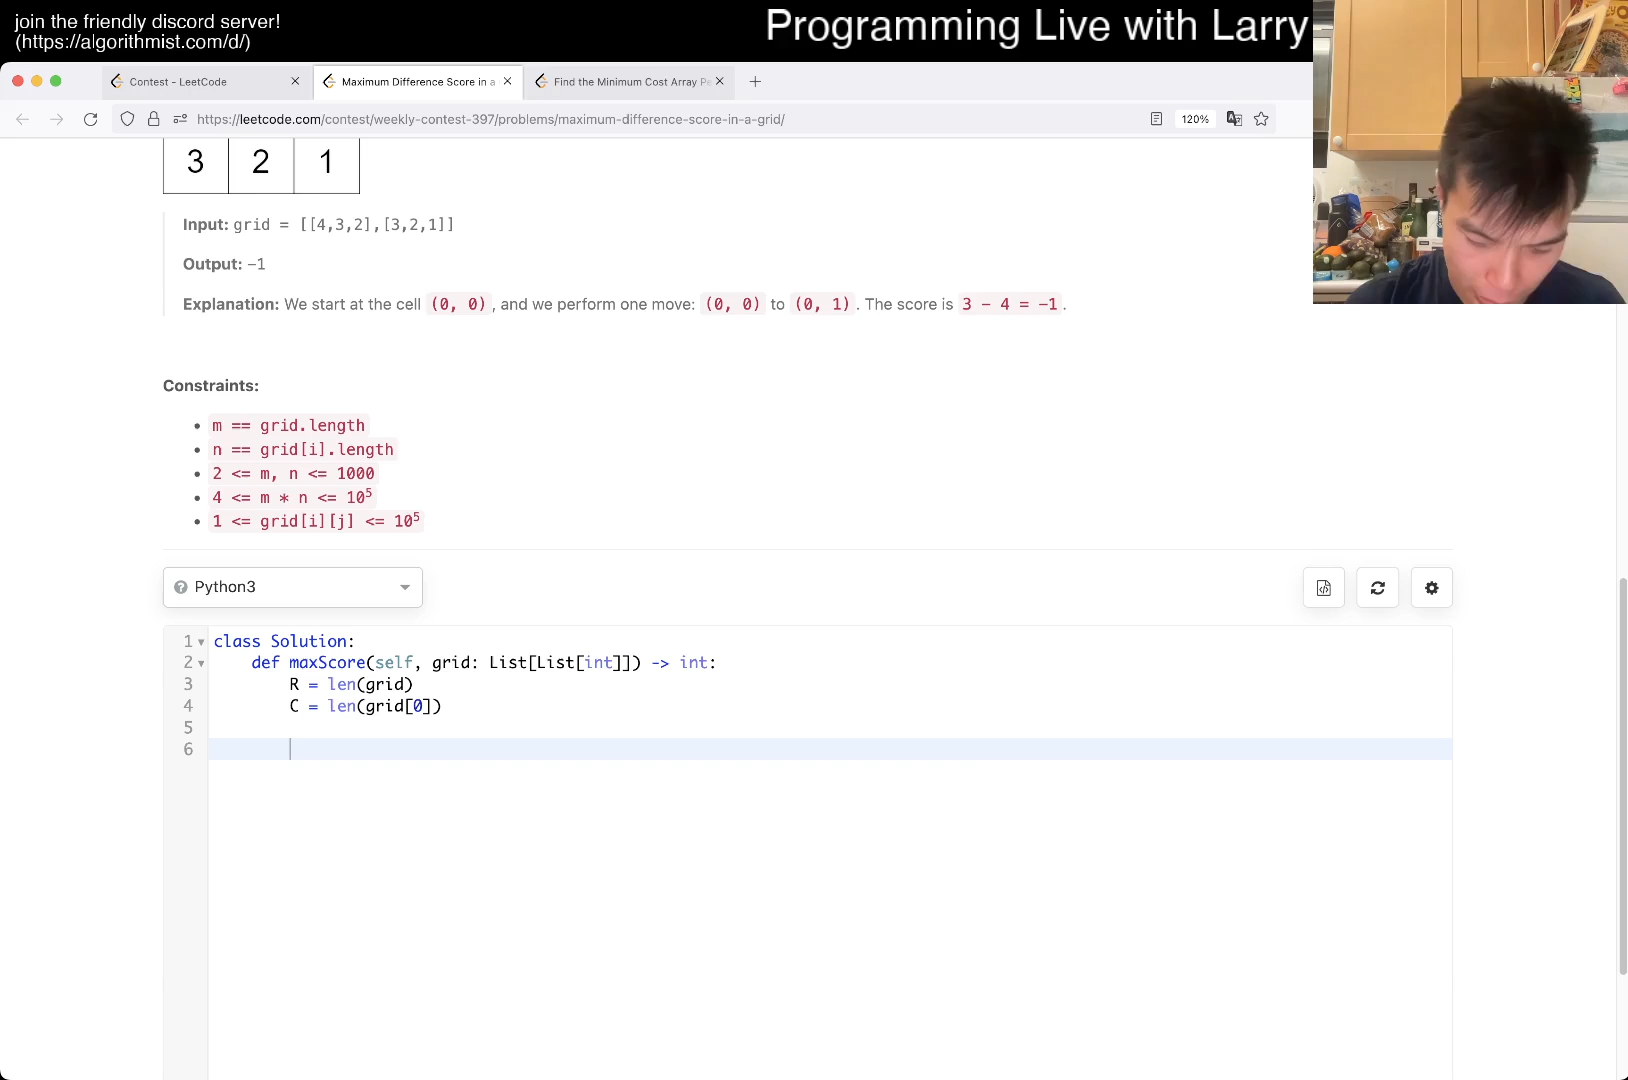 join the friendly discord server!
(https://algorithmist.com/d/)
Programming Live with Larry
Contest - LeetCode
Maximum Difference Score in a
Find the Minimum Cost Array Pe
https://leetcode.com/contest/weekly-contest-397/problems/maximum-difference-score-in-a-grid/
120%
3 2 1
Input: grid = [[4,3,2],[3,2,1]]
Output: -1
Explanation: We start at the cell (0, 0), and we perform one move: (0, 0) to (0, 1). The score is 3 - 4 = -1.
Constraints:
• m == grid.length
• n == grid[i].length
• 2 <= m, n <= 1000
• 4 <= m * n <= 10⁵
• 1 <= grid[i][j] <= 10⁵
Python3
1 class Solution:
2     def maxScore(self, grid: List[List[int]]) -> int:
3         R = len(grid)
4         C = len(grid[0])
5
6